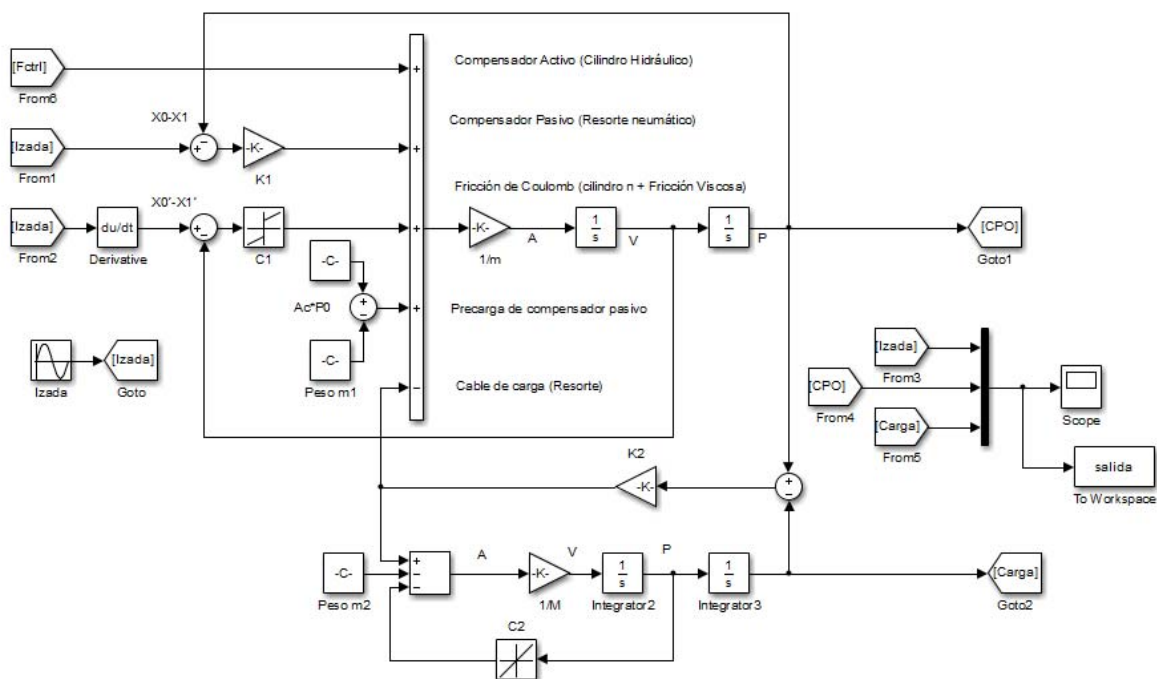 [Fctrl]
From6
Compensador Activo (Cilindro Hidráulico)
X0-X1
[Izada]
From1
-K-
K1
Compensador Pasivo (Resorte neumático)
Fricción de Coulomb (cilindro n + Fricción Viscosa)
[Izada]
From2
du/dt
Derivative
X0'-X1'
C1
-K-
1/m
A
1
s
V
1
s
P
[CPO]
Goto1
-C-
Ac*P0
Precarga de compensador pasivo
-C-
Peso m1
Cable de carga (Resorte)
Izada
[Izada]
Goto
[Izada]
From3
[CPO]
From4
[Carga]
From5
Scope
salida
To Workspace
K2
-K-
-C-
Peso m2
A
-K-
1/M
V
1
s
Integrator2
P
1
s
Integrator3
[Carga]
Goto2
C2